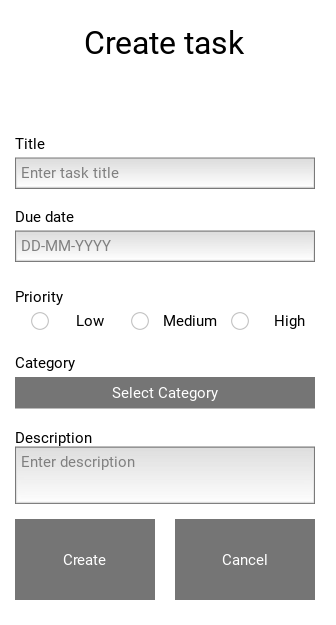 Create task
Title
Enter task title
Due date
DD-MM-YYYY
Priority
Low Medium High
Category
Select Category
Description
Enter description
Create Cancel